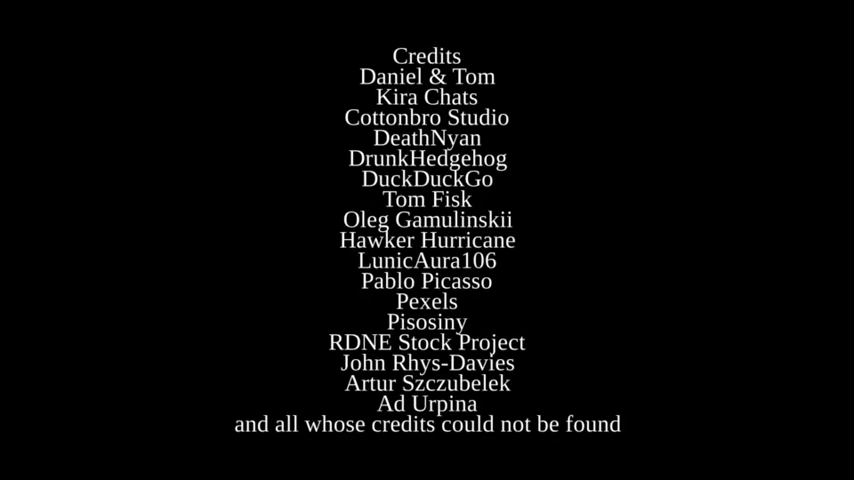 Credits
Daniel & Tom
Kira Chats
Cottonbro Studio
DeathNyan
DrunkHedgehog
DuckDuckGo
Tom Fisk
Oleg Gamulinskii
Hawker Hurricane
LunicAura106
Pablo Picasso
Pexels
Pisosiny
RDNE Stock Project
John Rhys-Davies
Artur Szczubelek
Ad Urpina
and all whose credits could not be found